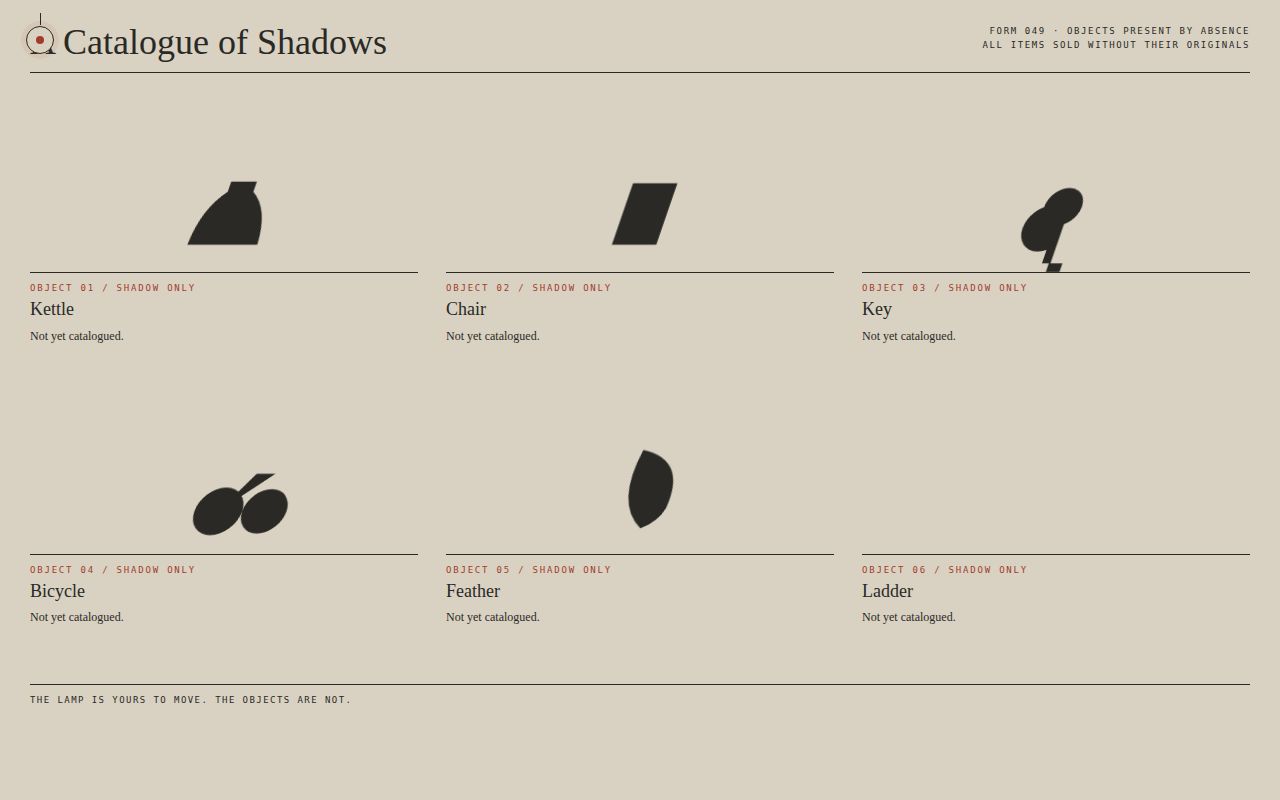 Catalogue of Shadows
FORM 049 · OBJECTS PRESENT BY ABSENCE
ALL ITEMS SOLD WITHOUT THEIR ORIGINALS
OBJECT 01 / SHADOW ONLY
Kettle
Not yet catalogued.
OBJECT 02 / SHADOW ONLY
Chair
Not yet catalogued.
OBJECT 03 / SHADOW ONLY
Key
Not yet catalogued.
OBJECT 04 / SHADOW ONLY
Bicycle
Not yet catalogued.
OBJECT 05 / SHADOW ONLY
Feather
Not yet catalogued.
OBJECT 06 / SHADOW ONLY
Ladder
Not yet catalogued.
THE LAMP IS YOURS TO MOVE. THE OBJECTS ARE NOT.